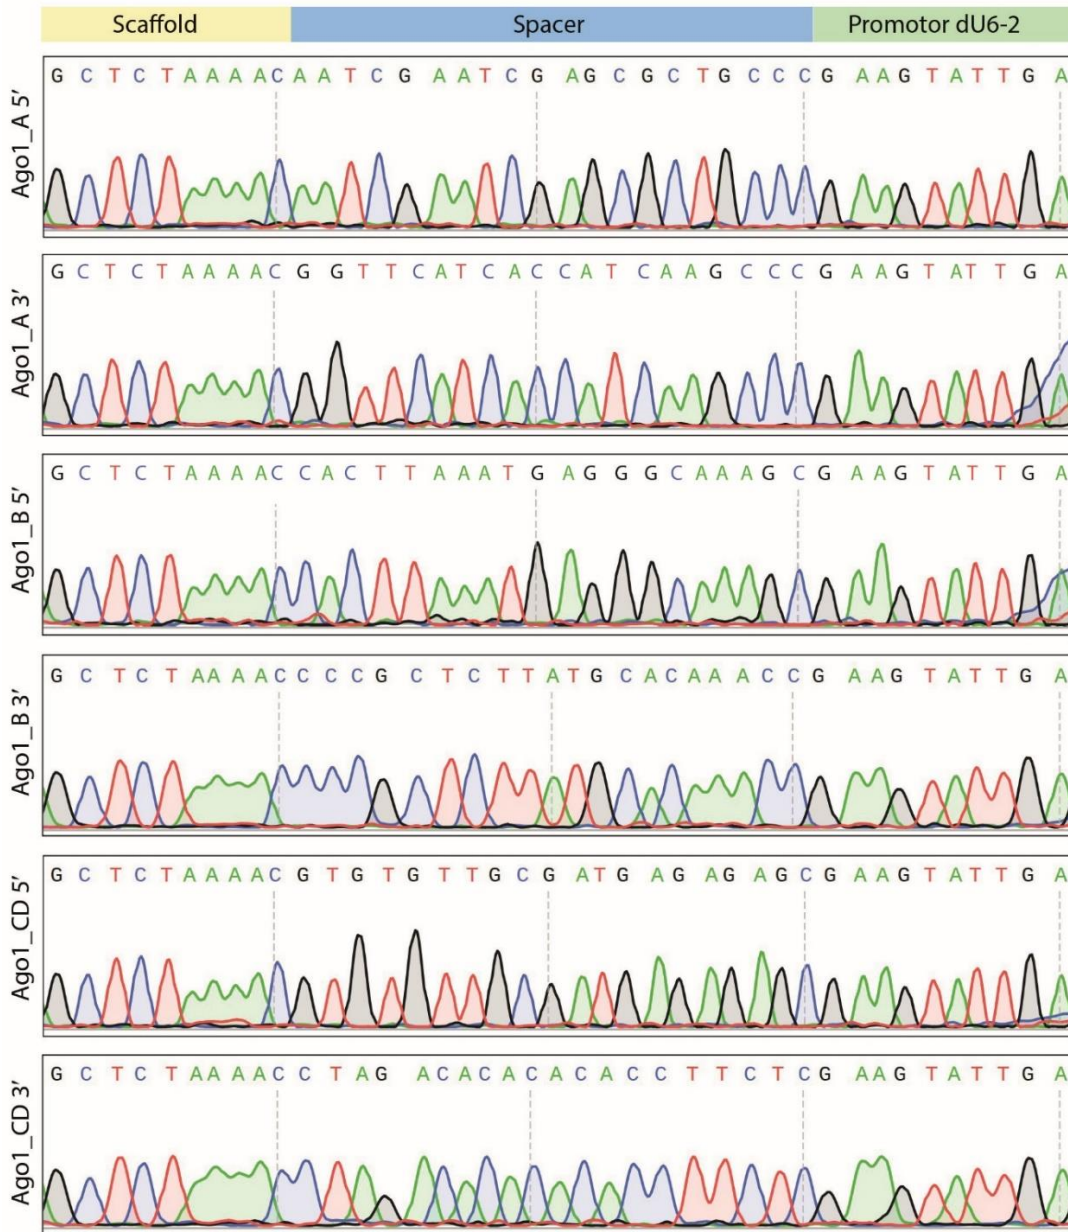 Scaffold Spacer Promotor dU6-2
Ago1_A 5′
G C T C T A A A A C A A T C G A A T C G A G C G C T G C C C G A A G T A T T G A
Ago1_A 3′
G C T C T A A A A C G G T T C A T C A C C A T C A A G C C C G A A G T A T T G A
Ago1_B 5′
G C T C T A A A A C C A C T T A A A T G A G G G C A A A G C G A A G T A T T G A
Ago1_B 3′
G C T C T A A A A C C C C G C T C T T A T G C A C A A A C C G A A G T A T T G A
Ago1_CD 5′
G C T C T A A A A C G T G T G T T G C G A T G A G A G A G C G A A G T A T T G A
Ago1_CD 3′
G C T C T A A A A C C T A G A C A C A C A C A C C T T C T C G A A G T A T T G A